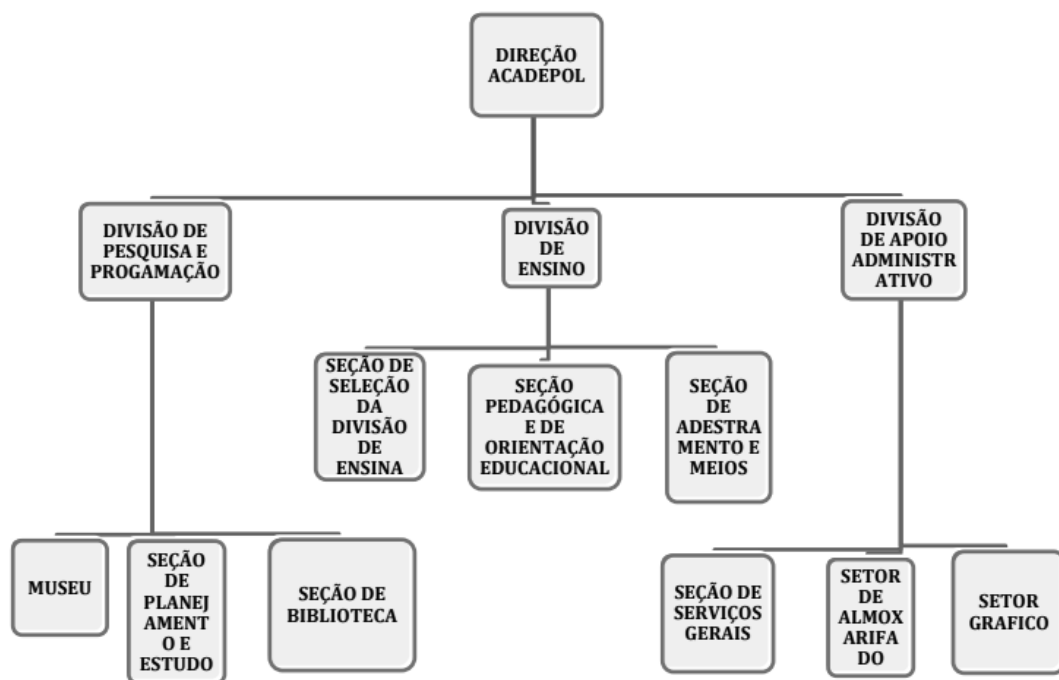 DIREÇÃO
ACADEPOL
DIVISÃO DE
PESQUISA E
PROGAMAÇÃO
DIVISÃO
DE
ENSINO
DIVISÃO
DE APOIO
ADMINISTR
ATIVO
SEÇÃO DE
SELEÇÃO
DA
DIVISÃO
DE
ENSINA
SEÇÃO
PEDAGÓGICA
E DE
ORIENTAÇÃO
EDUCACIONAL
SEÇÃO
DE
ADESTRA
MENTO E
MEIOS
MUSEU
SEÇÃO
DE
PLANEJ
AMENT
O E
ESTUDO
SEÇÃO DE
BIBLIOTECA
SEÇÃO DE
SERVIÇOS
GERAIS
SETOR
DE
ALMOX
ARIFA
DO
SETOR
GRAFICO